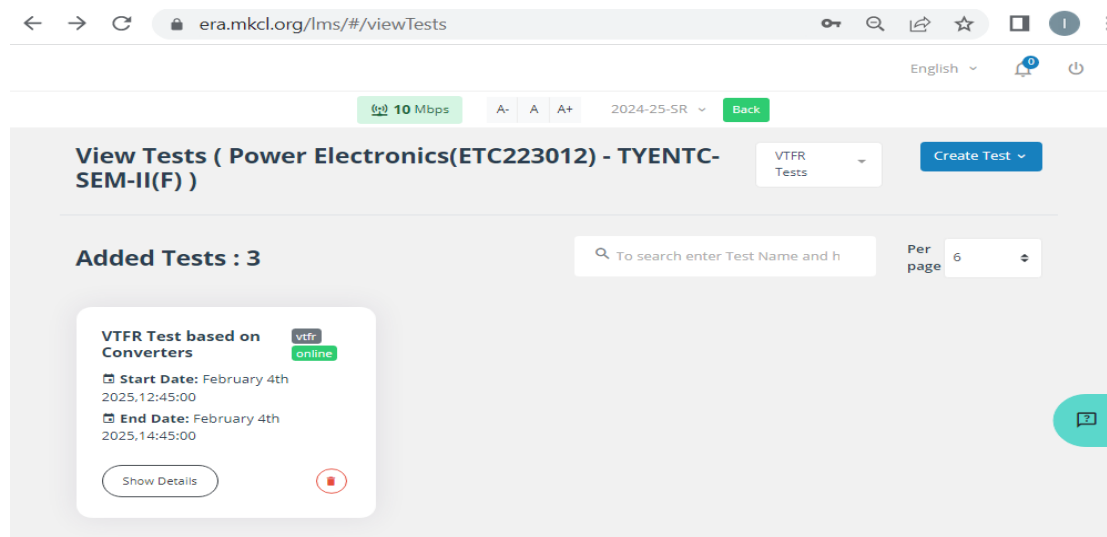 era.mkcl.org/lms/#/viewTests
I
English
0
10 Mbps
A-
A
A+
2024-25-SR
Back
View Tests ( Power Electronics(ETC223012) - TYENTC-
SEM-II(F) )
VTFR
Tests
Create Test
Added Tests : 3
To search enter Test Name and h
Per
page
6
VTFR Test based on
Converters
vtfr
online
Start Date: February 4th
2025,12:45:00
End Date: February 4th
2025,14:45:00
Show Details
?